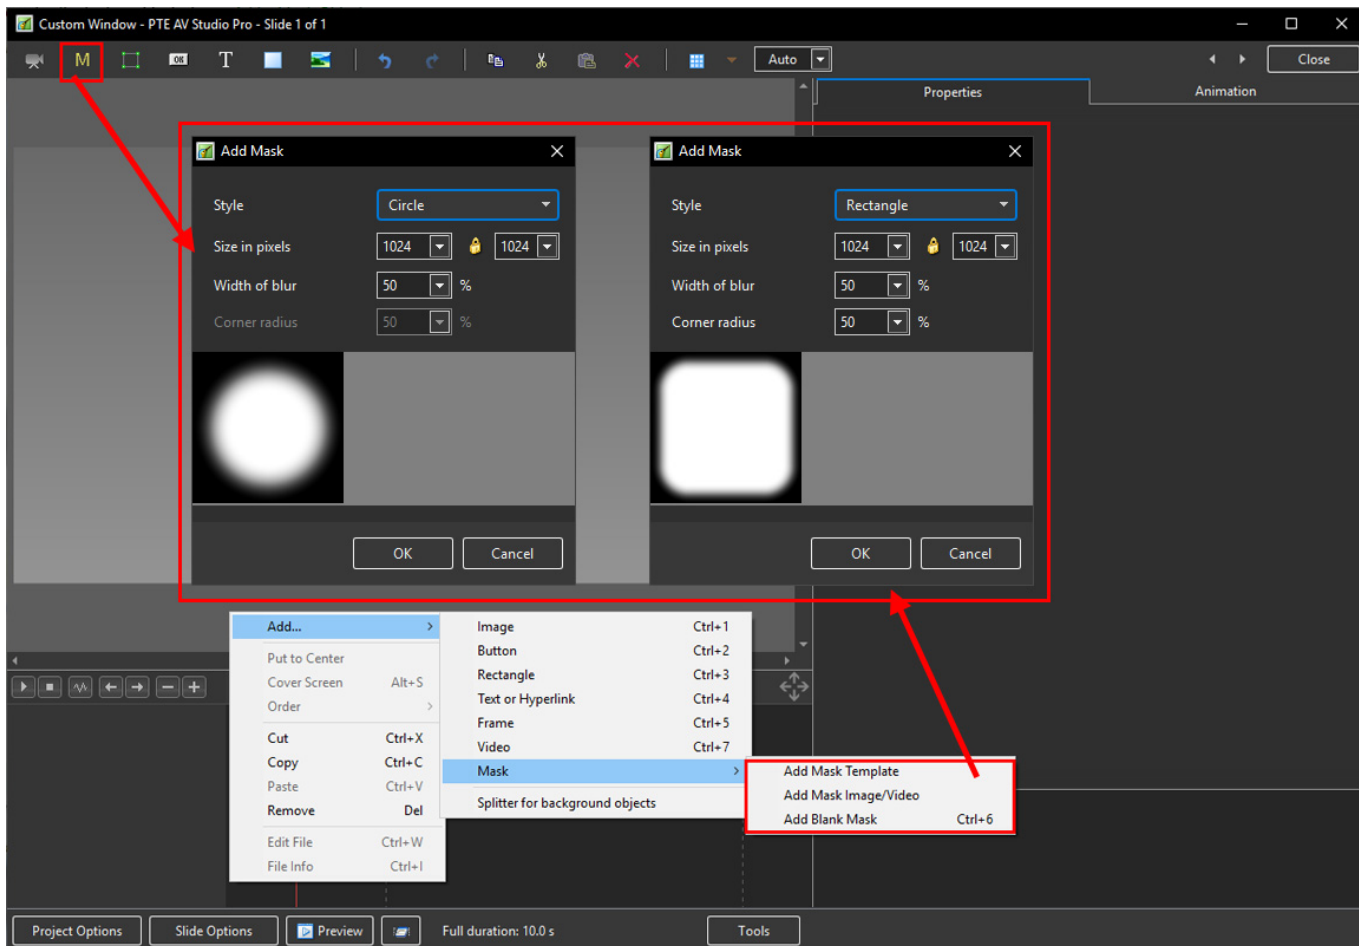 Custom Window - PTE AV Studio Pro - Slide 1 of 1
M OK T Auto Close
Properties Animation
Add Mask
Style Circle
Size in pixels 1024 1024
Width of blur 50 %
Corner radius 50 %
OK Cancel
Add Mask
Style Rectangle
Size in pixels 1024 1024
Width of blur 50 %
Corner radius 50 %
OK Cancel
Add...
Put to Center
Cover Screen Alt+S
Order
Cut Ctrl+X
Copy Ctrl+C
Paste Ctrl+V
Remove Del
Edit File Ctrl+W
File Info Ctrl+I
Image Ctrl+1
Button Ctrl+2
Rectangle Ctrl+3
Text or Hyperlink Ctrl+4
Frame Ctrl+5
Video Ctrl+7
Mask
Splitter for background objects
Add Mask Template
Add Mask Image/Video
Add Blank Mask Ctrl+6
Project Options Slide Options Preview Full duration: 10.0 s Tools